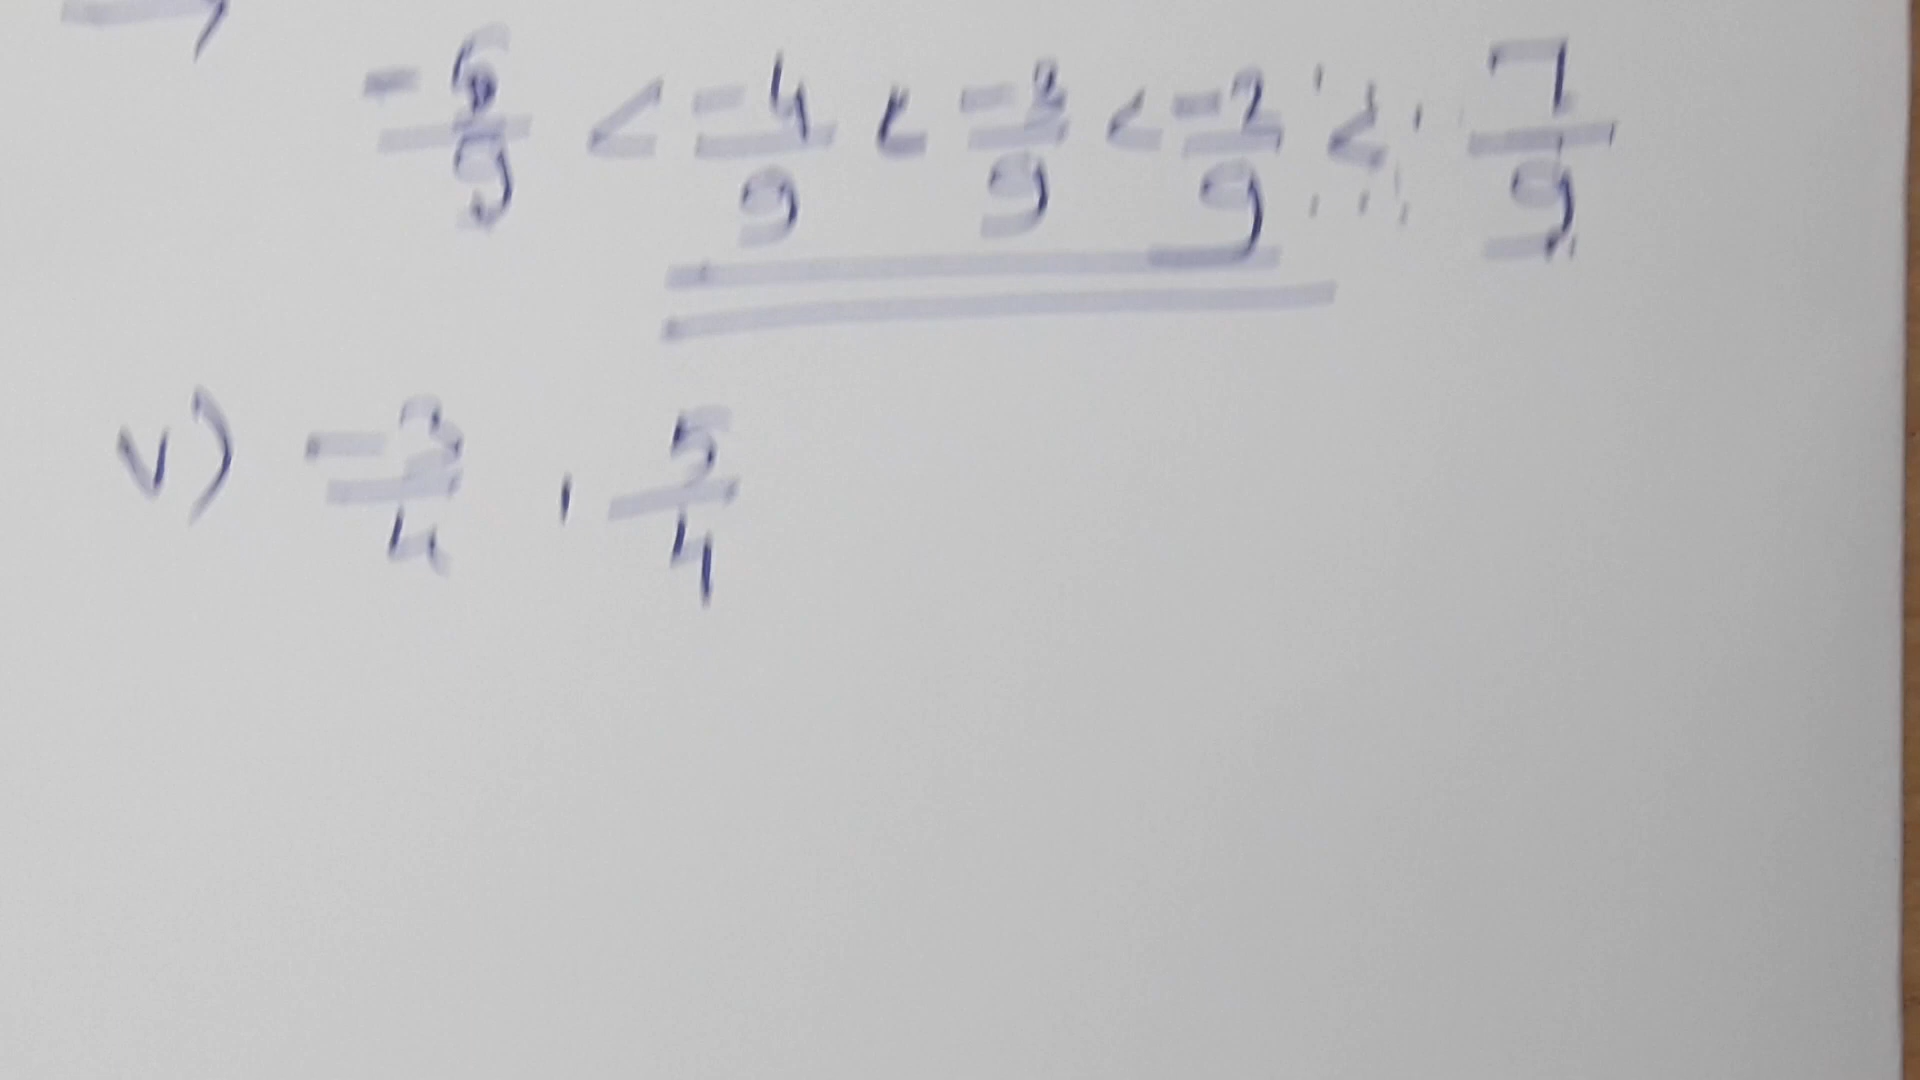 -5/9 < -4/9 < -3/9 < -2/9 < 7/9
v) -3/4 , 5/4